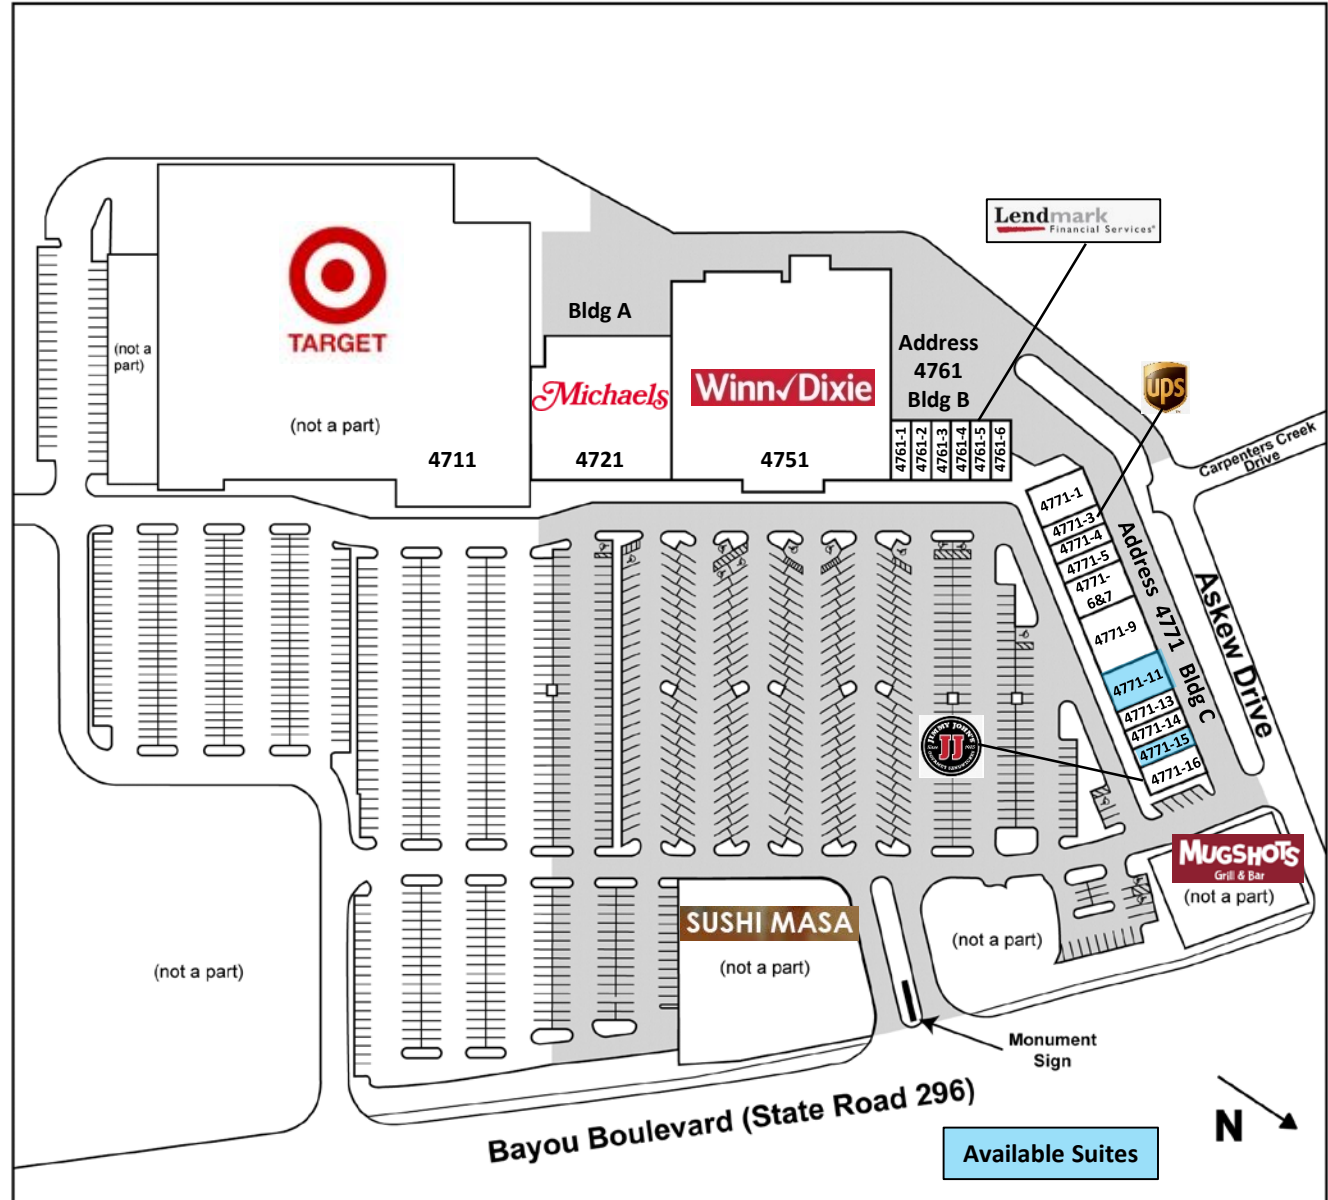 Lendmark
Financial Services®
Bldg A
TARGET
(not a
part)
(not a part)
4711
Michaels
4721
Winn✓Dixie
4751
Address
4761
Bldg B
4761-1
4761-2
4761-3
4761-4
4761-5
4761-6
ups
Carpenters Creek
Drive
4771-1
4771-3
4771-4
4771-5
4771-
6&7
4771-9
4771-11
4771-13
4771-14
4771-15
4771-16
Address 4771 Bldg C
Askew Drive
JIMMY JOHN'S
JJ
MUGSHOTS
Grill & Bar
(not a part)
SUSHI MASA
(not a part)
(not a part)
(not a part)
Monument
Sign
Bayou Boulevard (State Road 296)
N
Available Suites